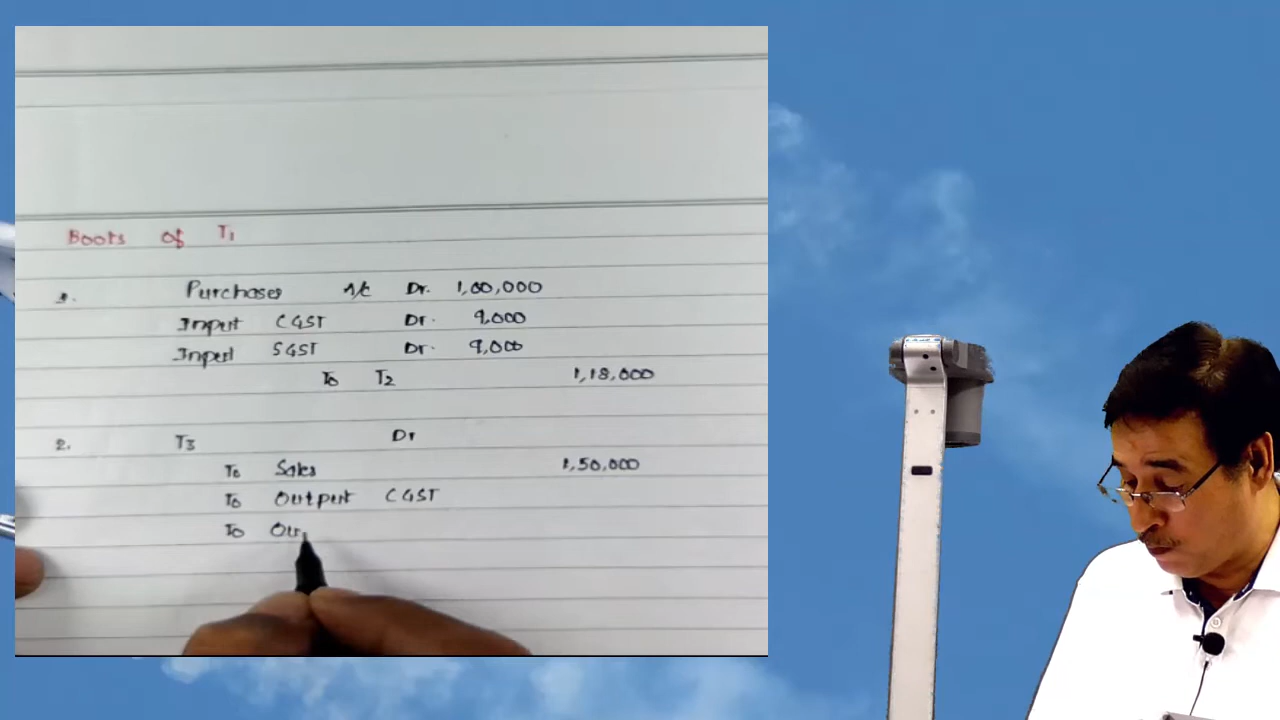 Books of T1
1. Purchases A/c Dr. 1,00,000
Input CGST Dr. 9,000
Input SGST Dr. 9,000
To T2 1,18,000
2. T3 Dr
To Sales 1,50,000
To Output CGST
To Out